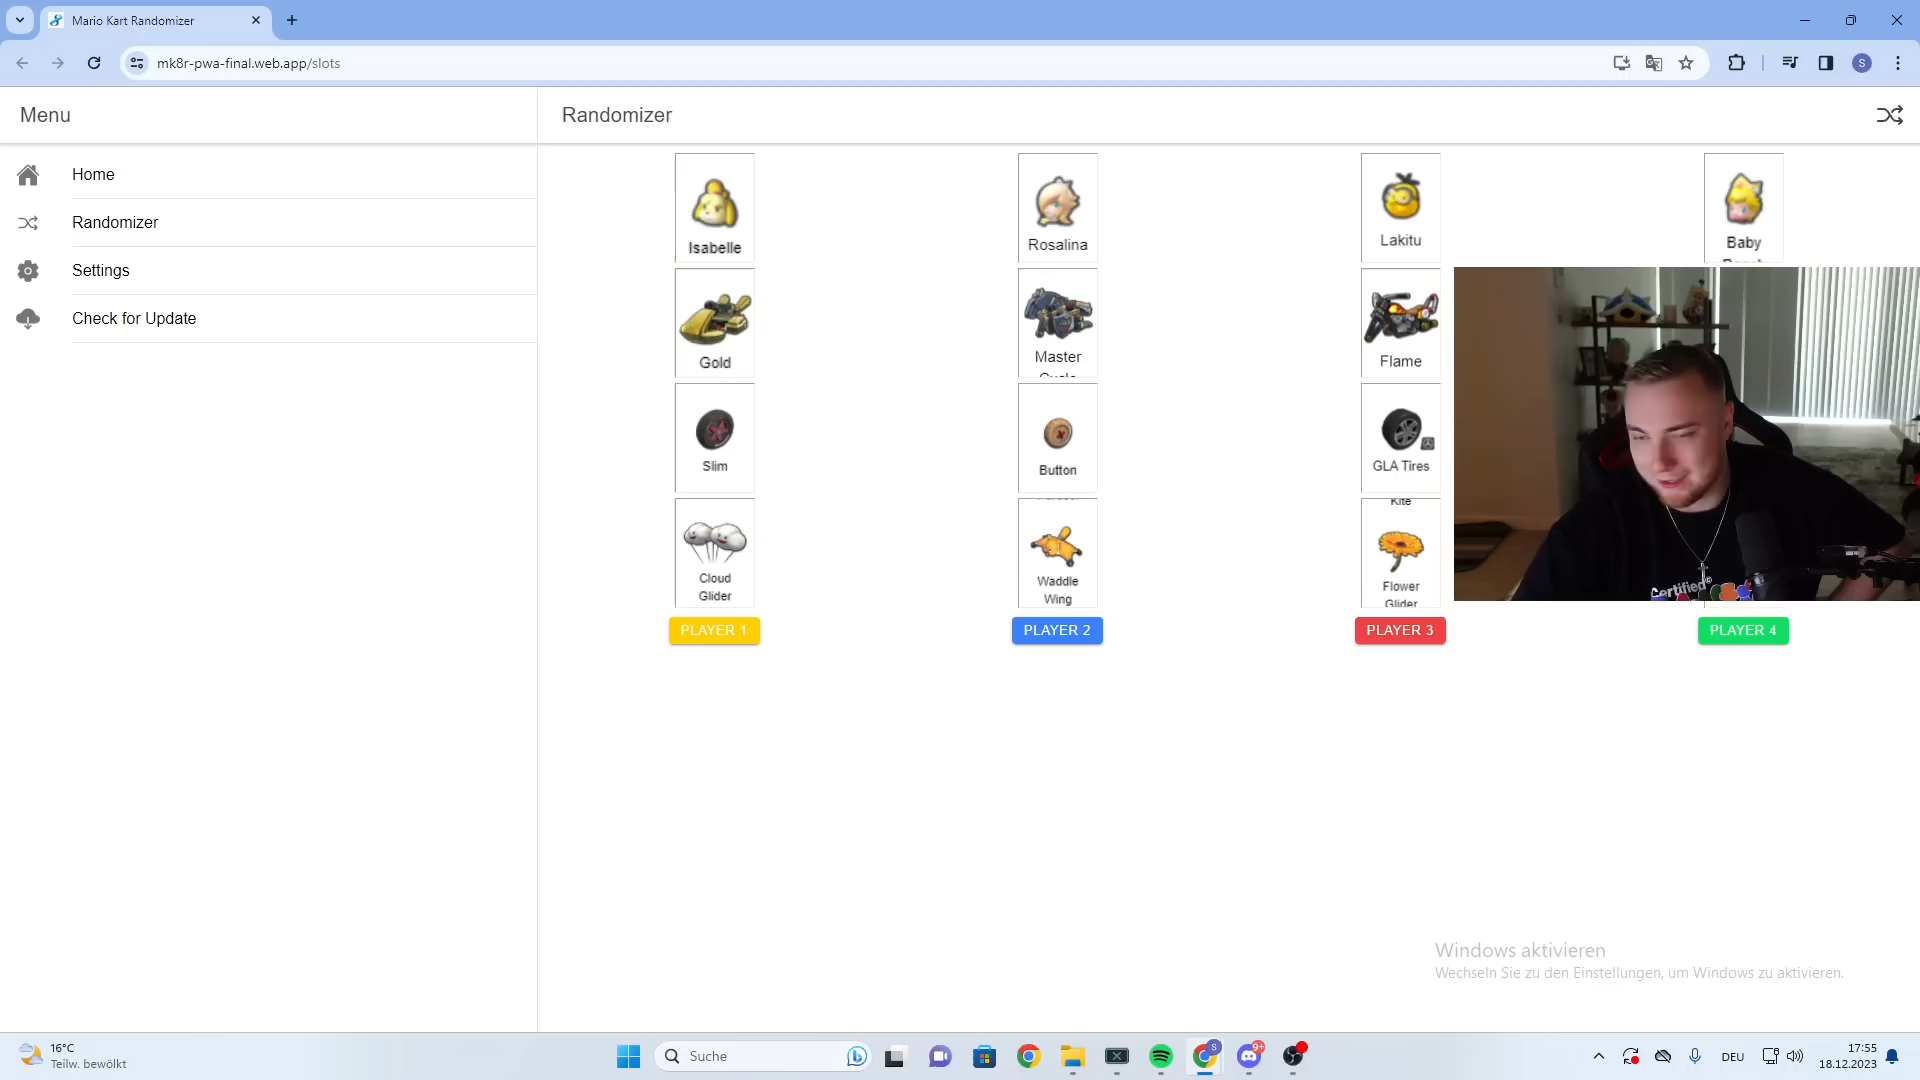 Mario Kart Randomizer
mk8r-pwa-final.web.app/slots
Menu
Randomizer
Home
Randomizer
Settings
Check for Update
Isabelle
Rosalina
Lakitu
Baby
Gold
Master
Flame
Slim
Button
GLA Tires
Kite
Cloud
Glider
Waddle
Wing
Flower
Glider
Certified
PLAYER 1
PLAYER 2
PLAYER 3
PLAYER 4
Windows aktivieren
Wechseln Sie zu den Einstellungen, um Windows zu aktivieren.
16°C
Teilw. bewölkt
Suche
S
S
9+
DEU
17:55
18.12.2023